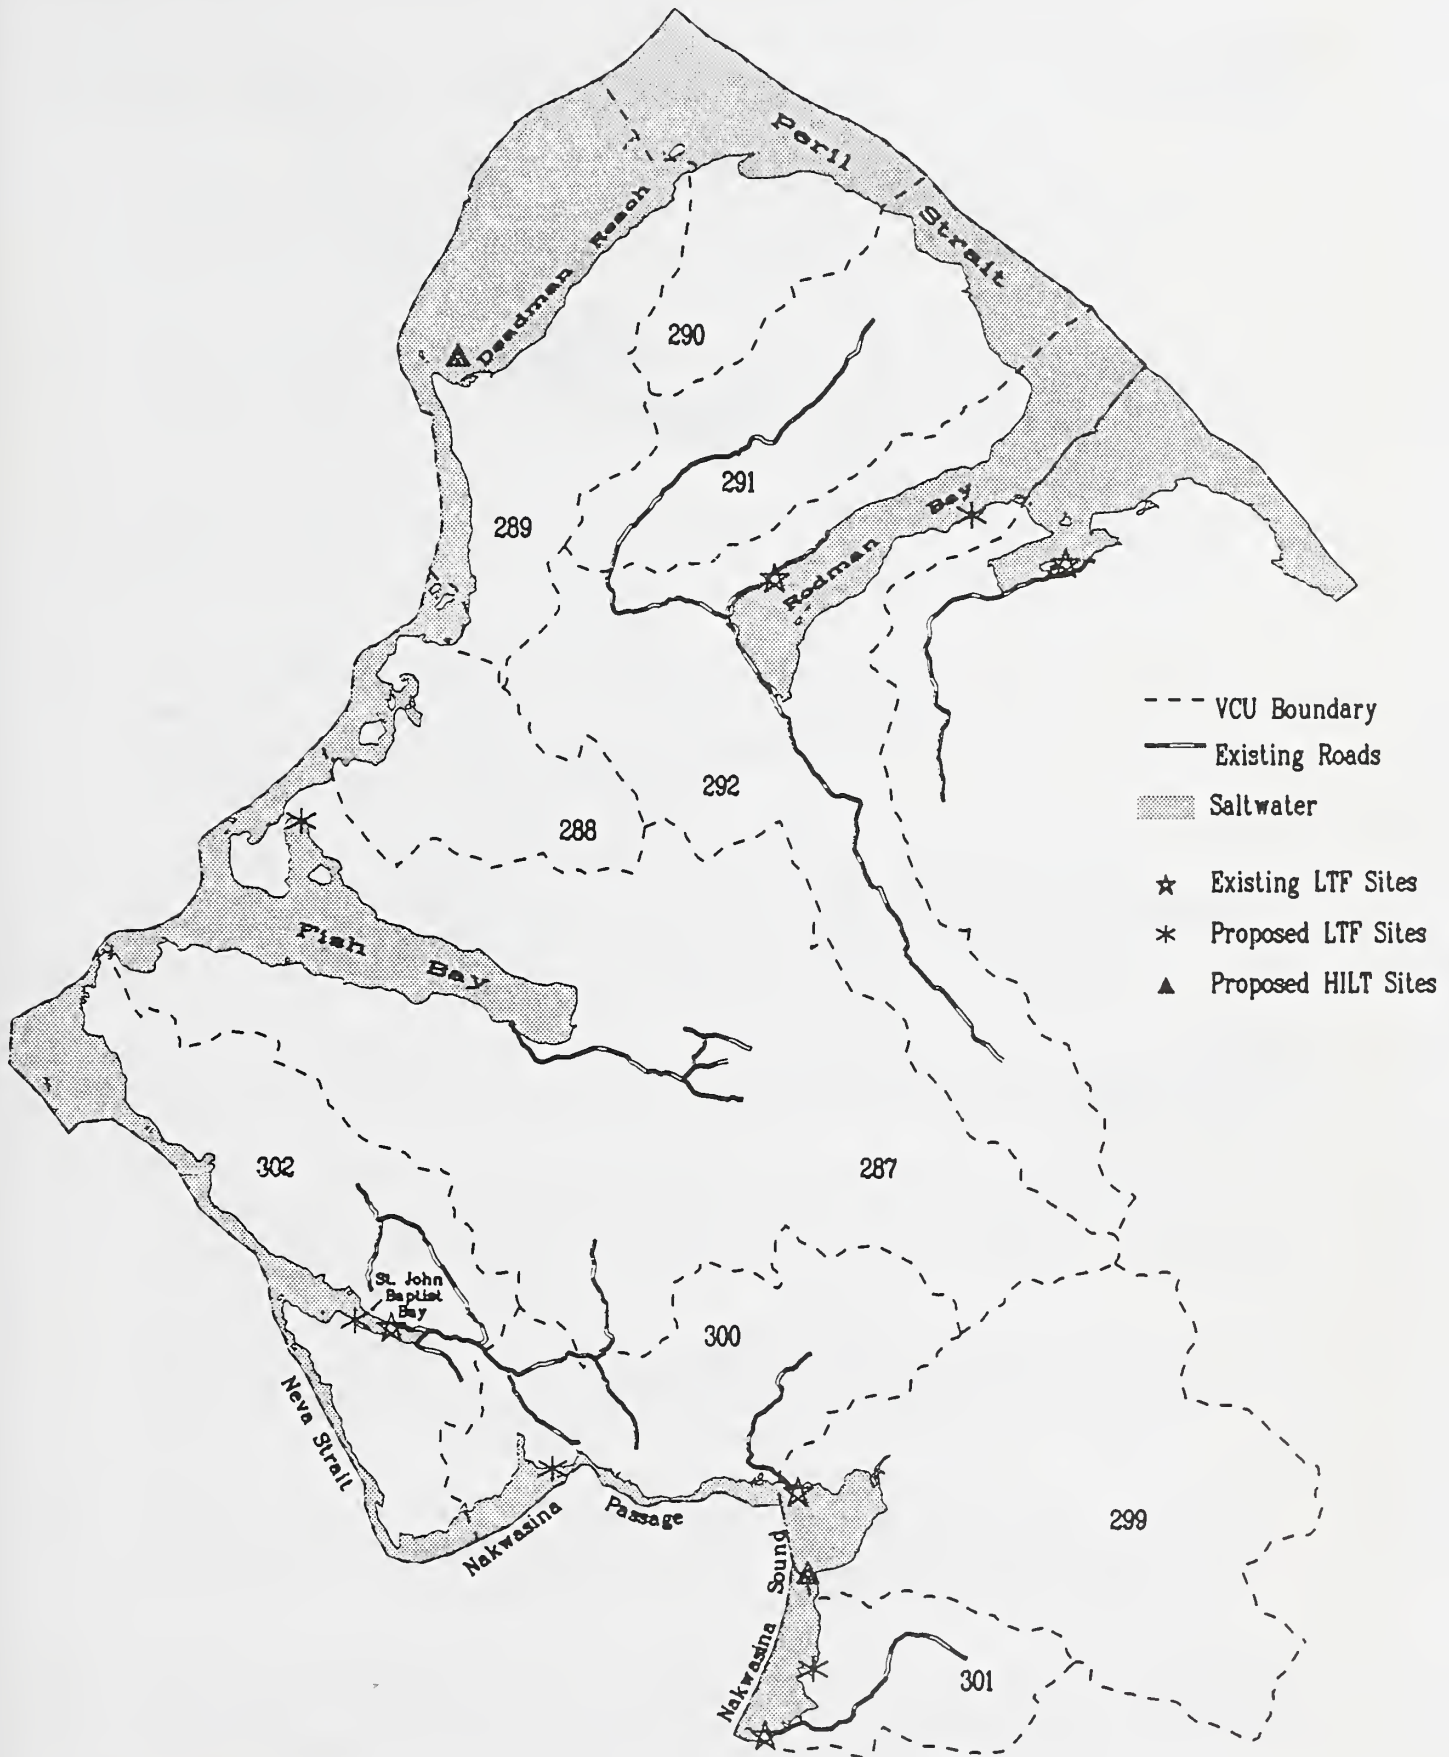 Peril
Strait
Deadman Reach
290
291
289
Rodman Bay
VCU Boundary
Existing Roads
Saltwater
292
288
Existing LTF Sites
Proposed LTF Sites
Proposed HILT Sites
Fish Bay
302
287
St. John
Baptist
Bay
300
Neva Strait
Nakwasina Passage
299
Nakwasina Sound
301